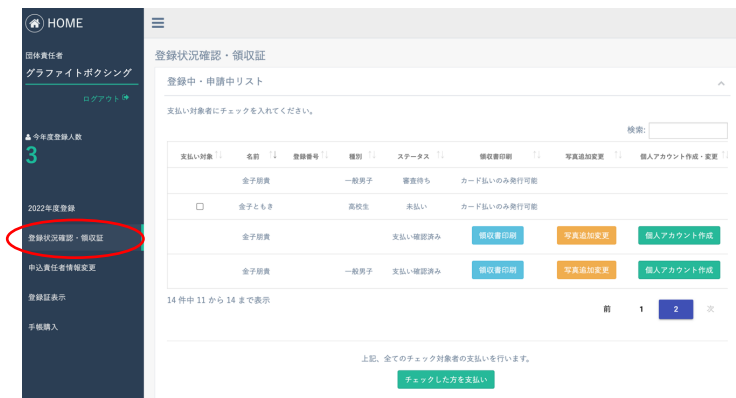 HOME
団体責任者
グラファイトボクシング
ログアウト
今年度登録人数
3
2022年度登録
登録状況確認・領収証
申込責任者情報変更
登録証表示
手帳購入
登録状況確認・領収証
登録中・申請中リスト
支払い対象者にチェックを入れてください。
検索:
支払い対象 名前 登録番号 種別 ステータス 領収書印刷 写真追加変更 個人アカウント作成・変更
金子朋貴 一般男子 審査待ち カード払いのみ発行可能
金子ともき 高校生 未払い カード払いのみ発行可能
金子朋貴 支払い確認済み 領収書印刷 写真追加変更 個人アカウント作成
金子朋貴 一般男子 支払い確認済み 領収書印刷 写真追加変更 個人アカウント作成
14 件中 11 から 14 まで表示
前 1 2 次
上記、全てのチェック対象者の支払いを行います。
チェックした方を支払い